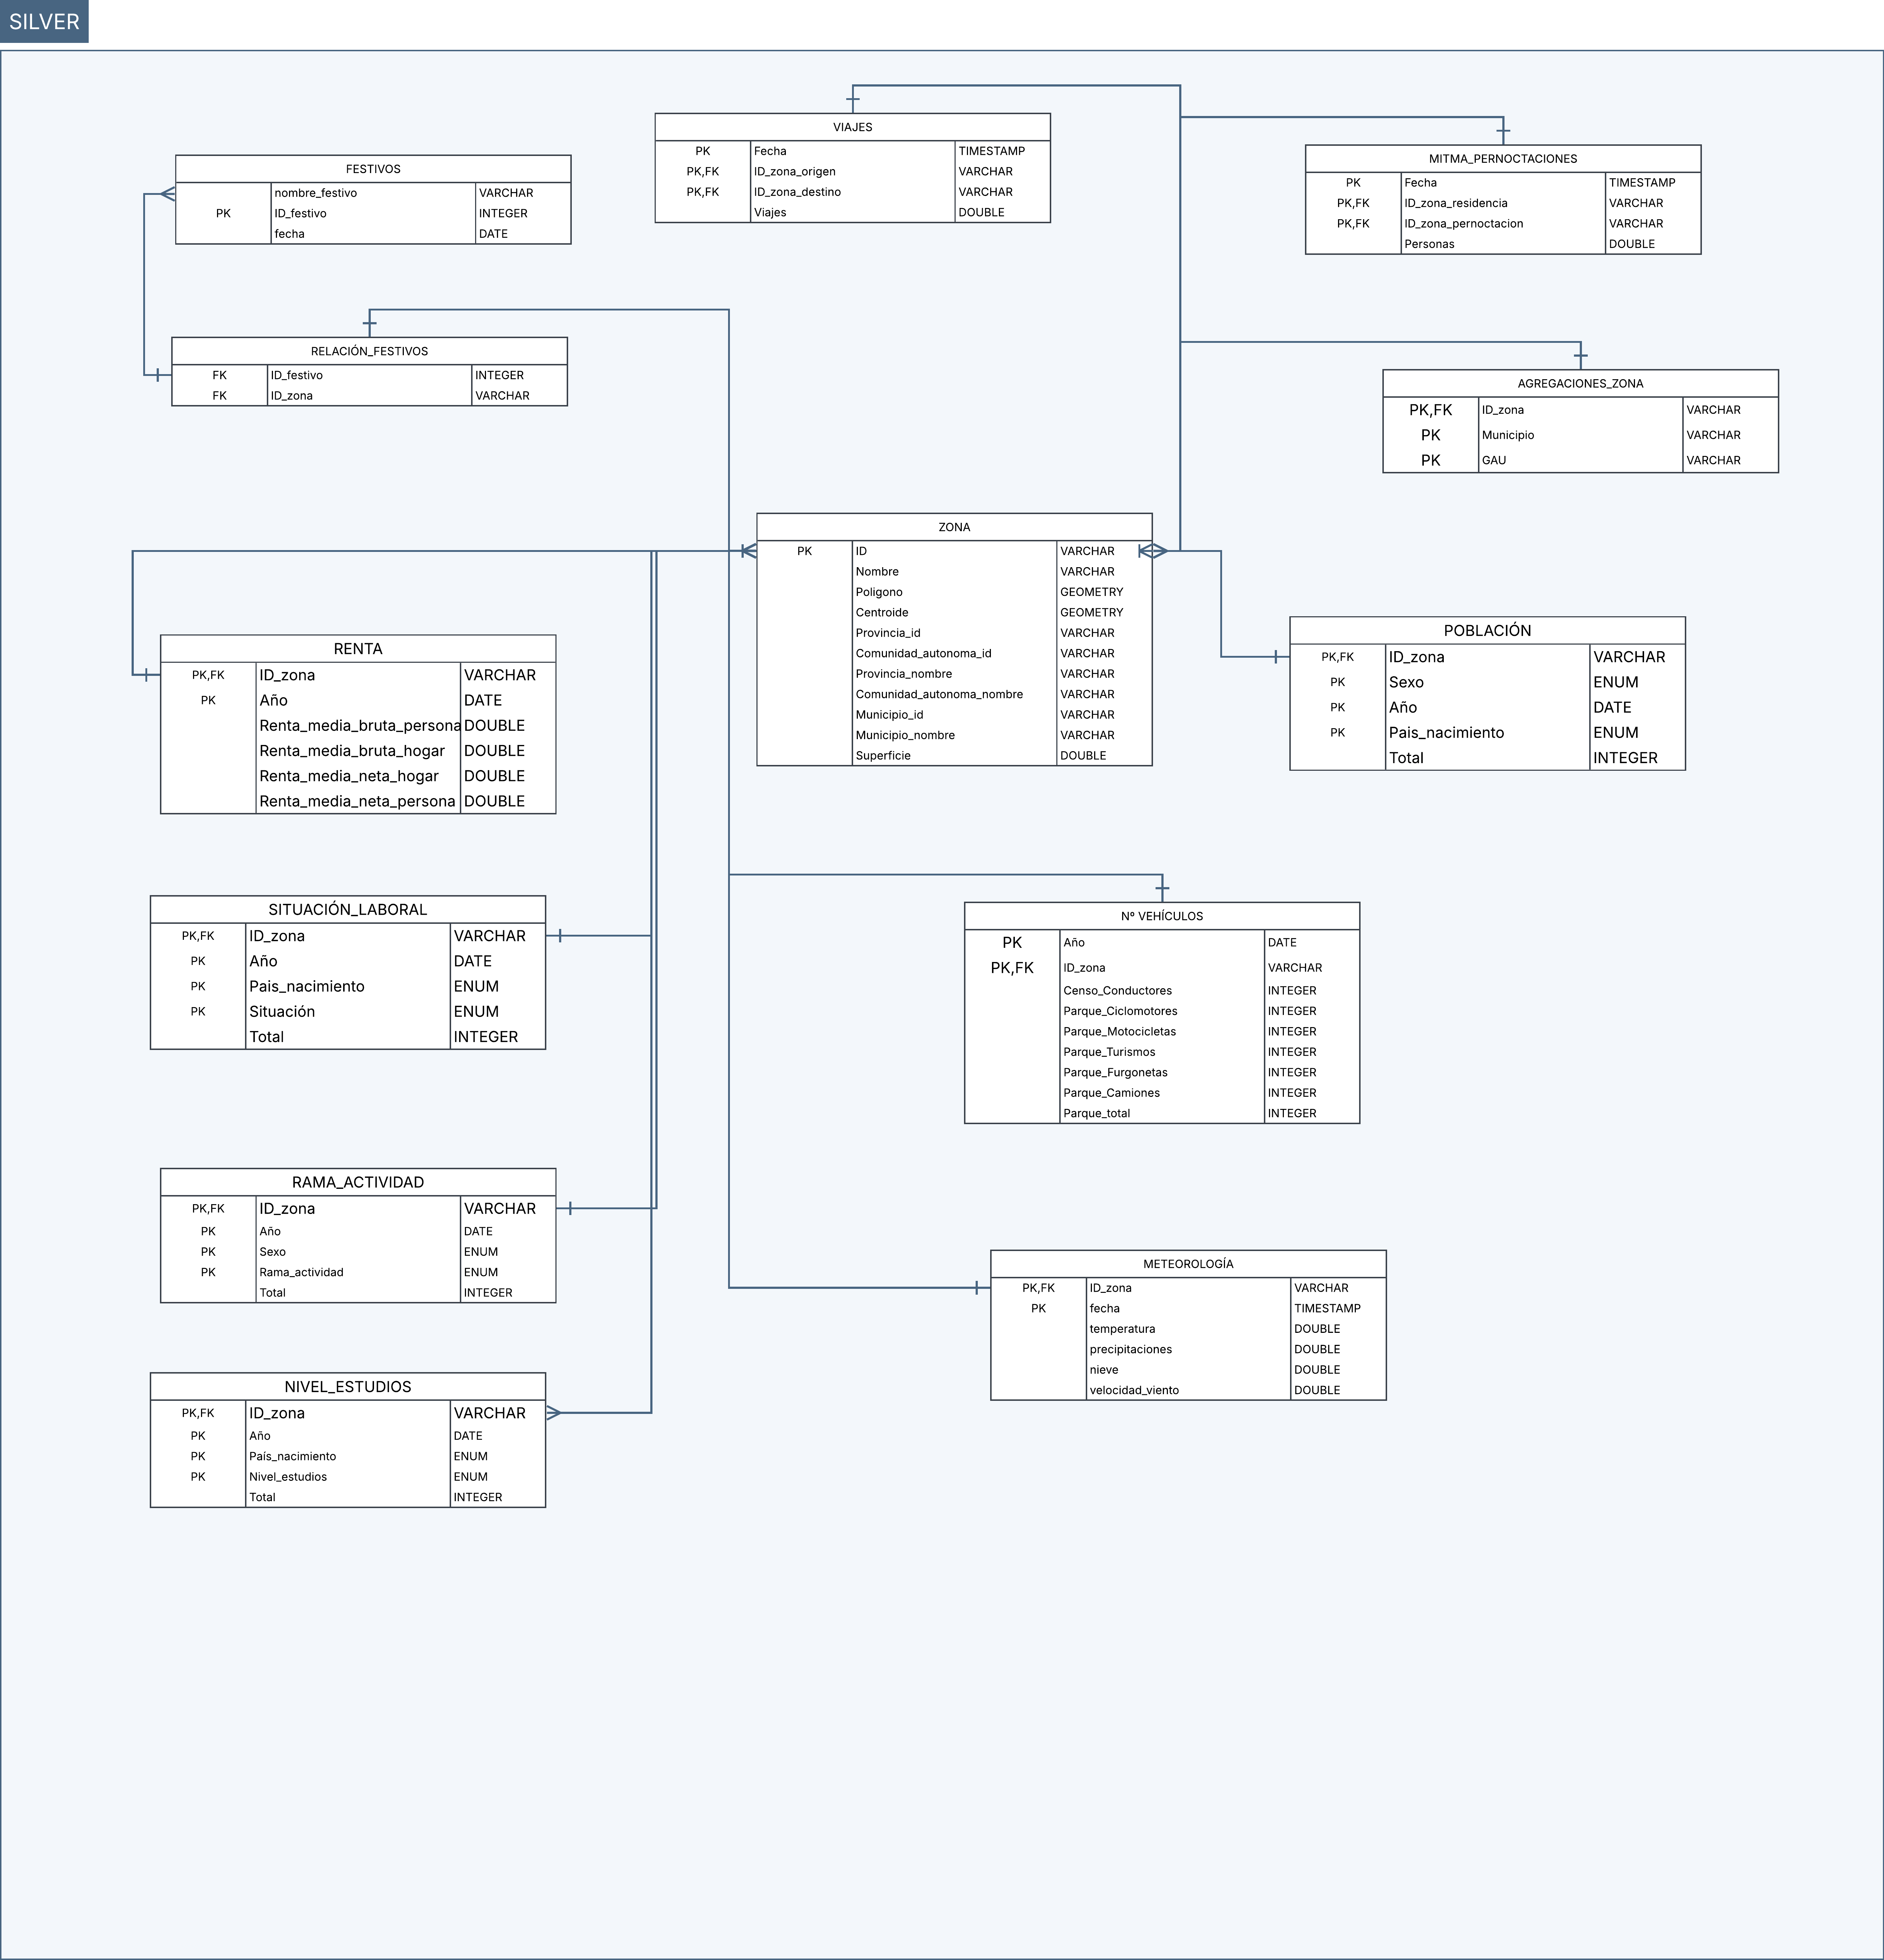 SILVER
VIAJES
PK Fecha TIMESTAMP
PK,FK ID_zona_origen VARCHAR
PK,FK ID_zona_destino VARCHAR
Viajes DOUBLE
MITMA_PERNOCTACIONES
PK Fecha TIMESTAMP
PK,FK ID_zona_residencia VARCHAR
PK,FK ID_zona_pernoctacion VARCHAR
Personas DOUBLE
FESTIVOS
nombre_festivo VARCHAR
PK ID_festivo INTEGER
fecha DATE
RELACIÓN_FESTIVOS
FK ID_festivo INTEGER
FK ID_zona VARCHAR
AGREGACIONES_ZONA
PK,FK ID_zona VARCHAR
PK Municipio VARCHAR
PK GAU VARCHAR
ZONA
PK ID VARCHAR
Nombre VARCHAR
Poligono GEOMETRY
Centroide GEOMETRY
Provincia_id VARCHAR
Comunidad_autonoma_id VARCHAR
Provincia_nombre VARCHAR
Comunidad_autonoma_nombre VARCHAR
Municipio_id VARCHAR
Municipio_nombre VARCHAR
Superficie DOUBLE
POBLACIÓN
PK,FK ID_zona VARCHAR
PK Sexo ENUM
PK Año DATE
PK Pais_nacimiento ENUM
Total INTEGER
RENTA
PK,FK ID_zona VARCHAR
PK Año DATE
Renta_media_bruta_persona DOUBLE
Renta_media_bruta_hogar DOUBLE
Renta_media_neta_hogar DOUBLE
Renta_media_neta_persona DOUBLE
SITUACIÓN_LABORAL
PK,FK ID_zona VARCHAR
PK Año DATE
PK Pais_nacimiento ENUM
PK Situación ENUM
Total INTEGER
Nº VEHÍCULOS
PK Año DATE
PK,FK ID_zona VARCHAR
Censo_Conductores INTEGER
Parque_Ciclomotores INTEGER
Parque_Motocicletas INTEGER
Parque_Turismos INTEGER
Parque_Furgonetas INTEGER
Parque_Camiones INTEGER
Parque_total INTEGER
RAMA_ACTIVIDAD
PK,FK ID_zona VARCHAR
PK Año DATE
PK Sexo ENUM
PK Rama_actividad ENUM
Total INTEGER
METEOROLOGÍA
PK,FK ID_zona VARCHAR
PK fecha TIMESTAMP
temperatura DOUBLE
precipitaciones DOUBLE
nieve DOUBLE
velocidad_viento DOUBLE
NIVEL_ESTUDIOS
PK,FK ID_zona VARCHAR
PK Año DATE
PK País_nacimiento ENUM
PK Nivel_estudios ENUM
Total INTEGER